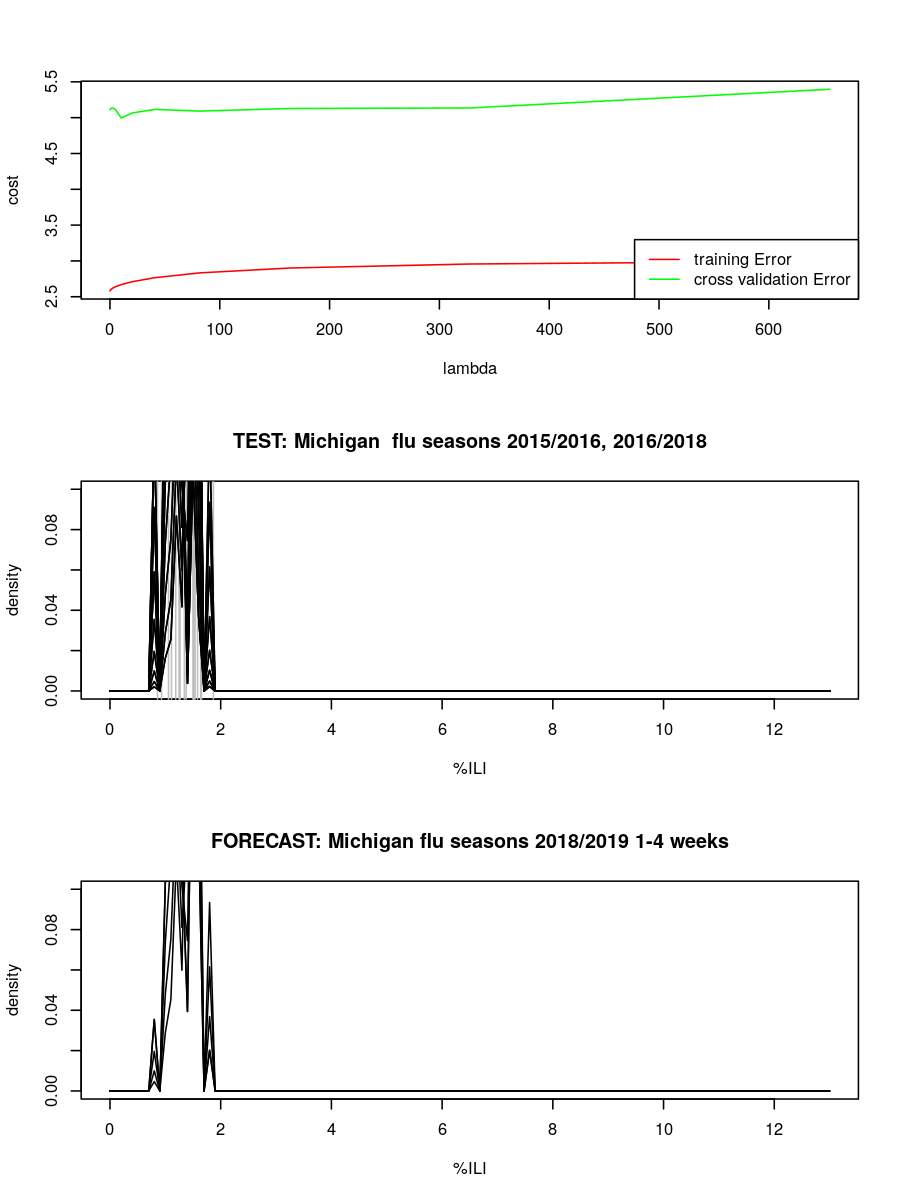 5.5
4.5
3.5
2.5
cost
training Error
cross validation Error
0 100 200 300 400 500 600
lambda
TEST: Michigan  flu seasons 2015/2016, 2016/2018
0.08
0.04
0.00
density
0 2 4 6 8 10 12
%ILI
FORECAST: Michigan flu seasons 2018/2019 1-4 weeks
0.08
0.04
0.00
density
0 2 4 6 8 10 12
%ILI